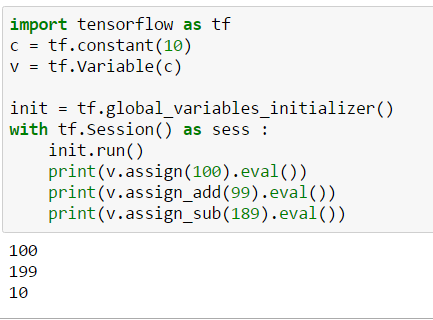 import tensorflow as tf
c = tf.constant(10)
v = tf.Variable(c)

init = tf.global_variables_initializer()
with tf.Session() as sess :
    init.run()
    print(v.assign(100).eval())
    print(v.assign_add(99).eval())
    print(v.assign_sub(189).eval())
100
199
10